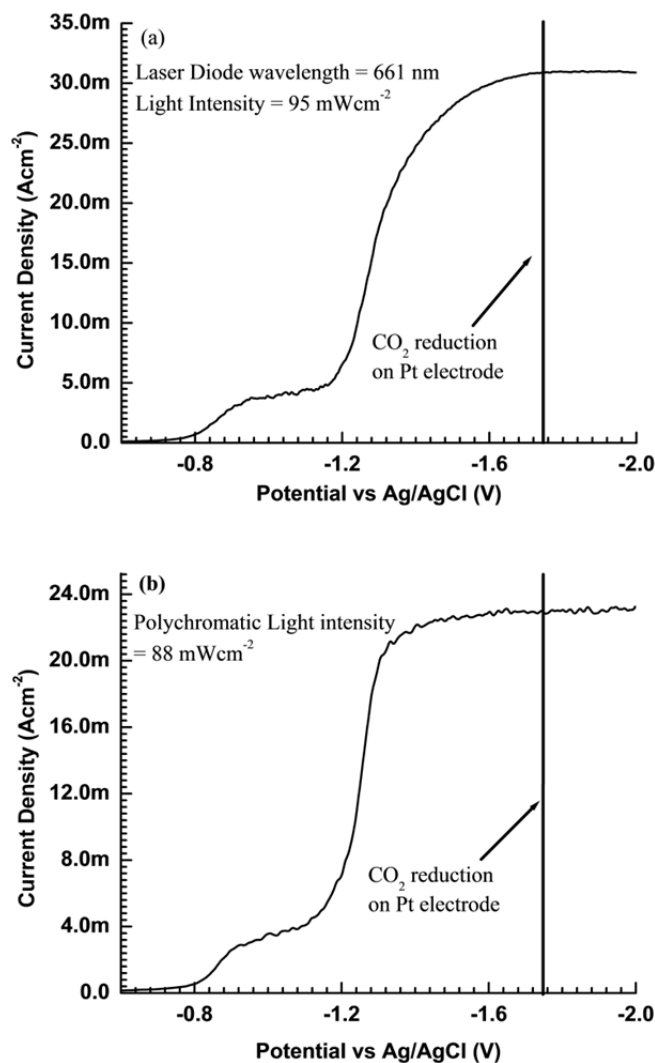 (a)
Laser Diode wavelength = 661 nm
Light Intensity = 95 mWcm⁻²
35.0m
30.0m
25.0m
20.0m
15.0m
10.0m
5.0m
0.0
Current Density (Acm⁻²)
CO₂ reduction
on Pt electrode
-0.8 -1.2 -1.6 -2.0
Potential vs Ag/AgCl (V)
(b)
Polychromatic Light intensity
= 88 mWcm⁻²
24.0m
20.0m
16.0m
12.0m
8.0m
4.0m
0.0
Current Density (Acm⁻²)
CO₂ reduction
on Pt electrode
-0.8 -1.2 -1.6 -2.0
Potential vs Ag/AgCl (V)